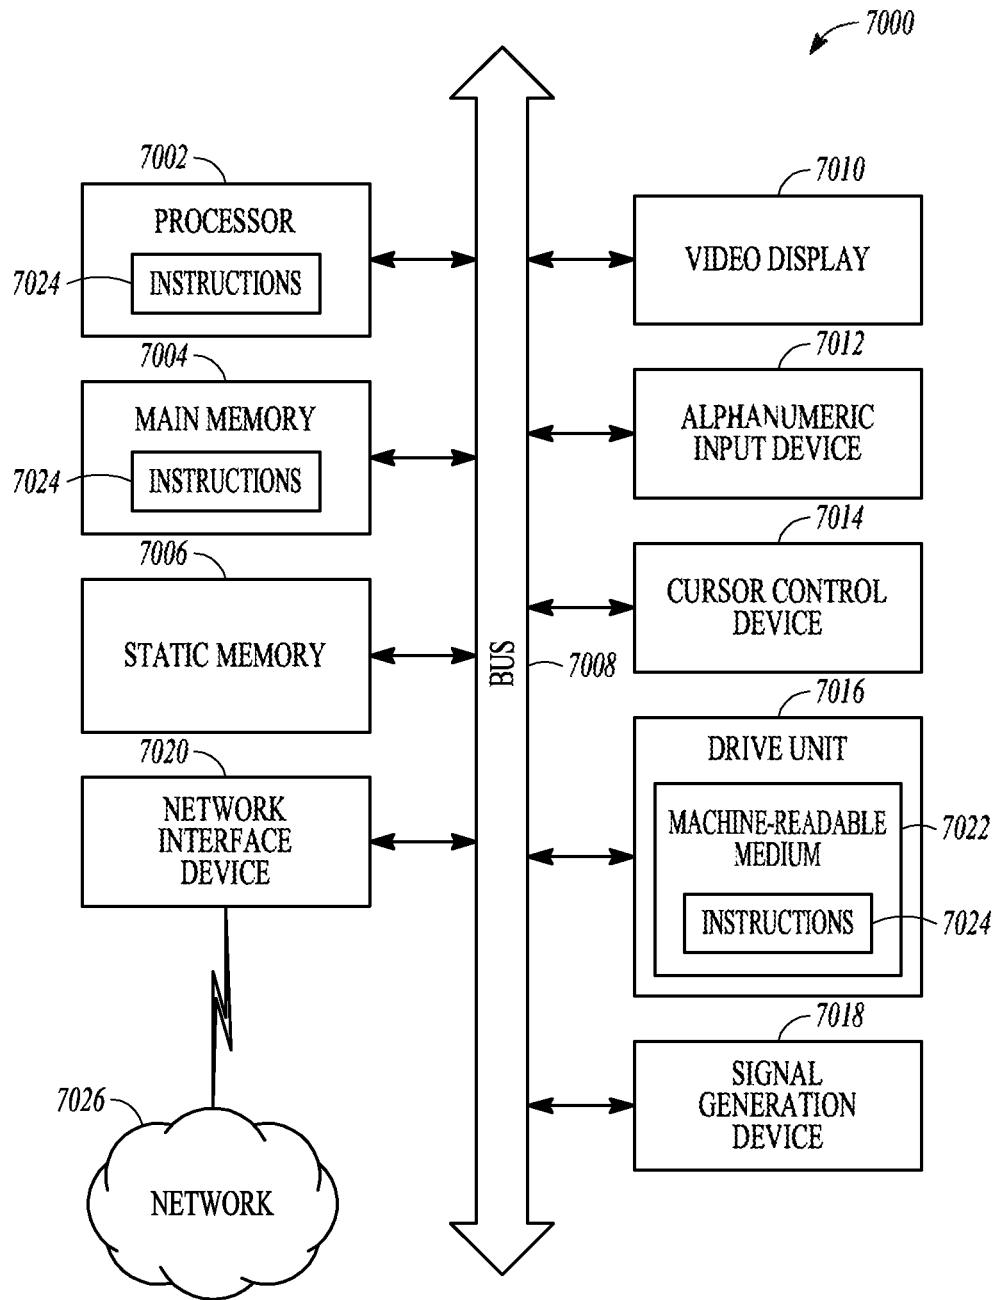 7000
7002
PROCESSOR
7024
INSTRUCTIONS
7004
MAIN MEMORY
7024
INSTRUCTIONS
7006
STATIC MEMORY
7020
NETWORK
INTERFACE
DEVICE
7026
NETWORK
BUS
7008
7010
VIDEO DISPLAY
7012
ALPHANUMERIC
INPUT DEVICE
7014
CURSOR CONTROL
DEVICE
7016
DRIVE UNIT
MACHINE-READABLE
MEDIUM
7022
INSTRUCTIONS
7024
7018
SIGNAL
GENERATION
DEVICE